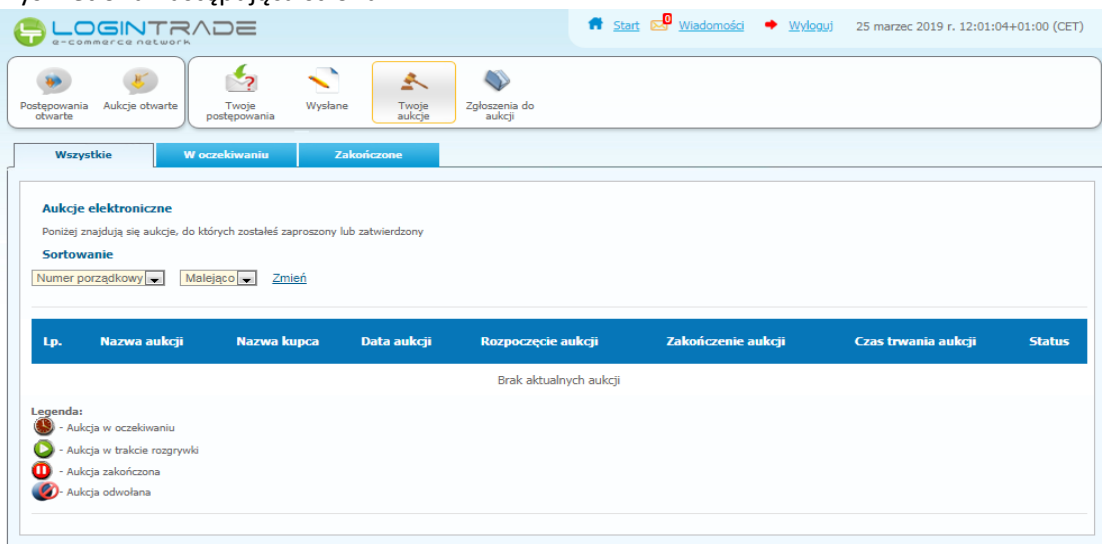 LOGINTRADE
e-commerce network
Start 0 Wiadomości Wyloguj 25 marzec 2019 r. 12:01:04+01:00 (CET)
Postępowania otwarte
Aukcje otwarte
Twoje postępowania
Wysłane
Twoje aukcje
Zgłoszenia do aukcji
Wszystkie W oczekiwaniu Zakończone
Aukcje elektroniczne
Poniżej znajdują się aukcje, do których zostałeś zaproszony lub zatwierdzony
Sortowanie
Numer porządkowy Malejąco Zmień
Lp. Nazwa aukcji Nazwa kupca Data aukcji Rozpoczęcie aukcji Zakończenie aukcji Czas trwania aukcji Status
Brak aktualnych aukcji
Legenda:
- Aukcja w oczekiwaniu
- Aukcja w trakcie rozgrywki
- Aukcja zakończona
- Aukcja odwołana